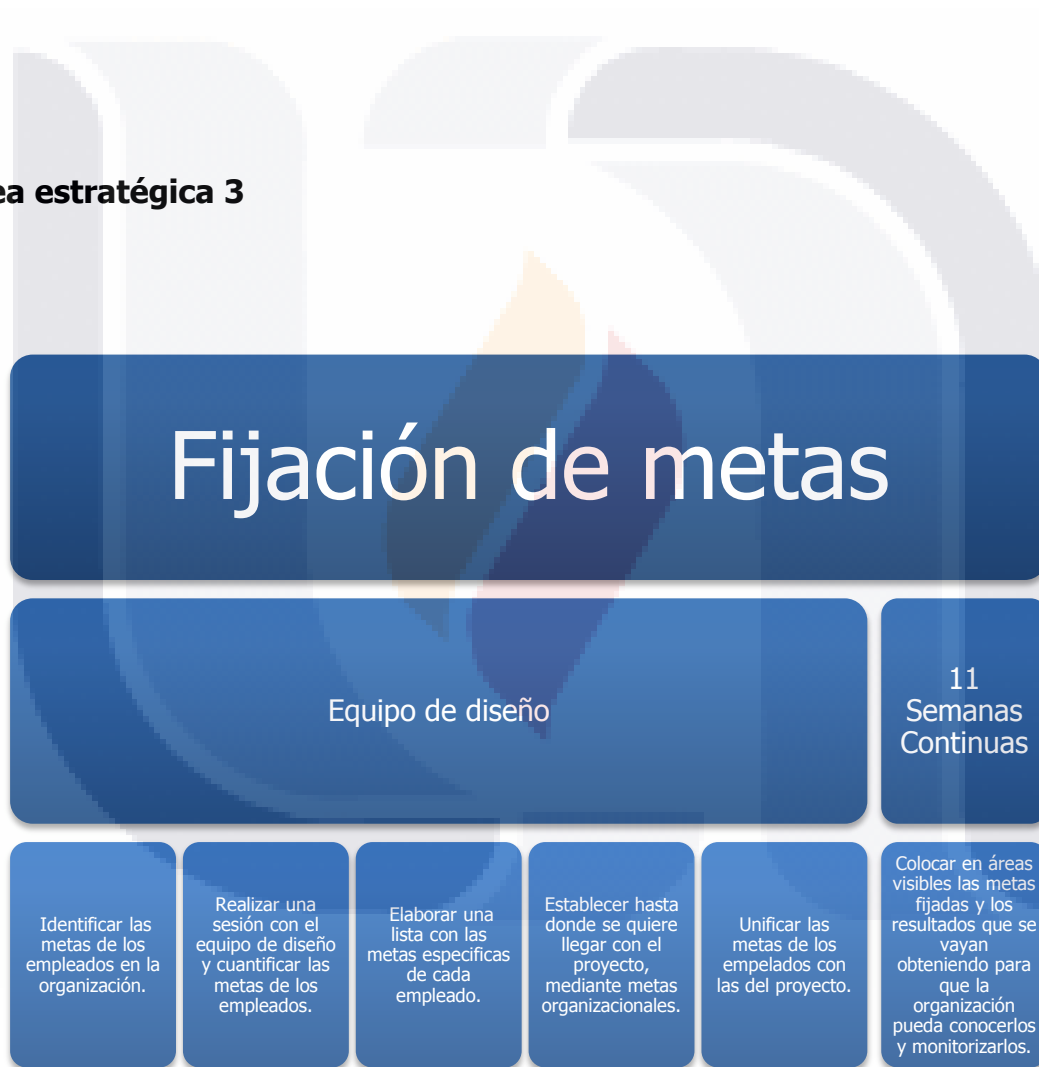 ea estratégica 3
Fijación de metas
Equipo de diseño
11
Semanas
Continuas
Identificar las
metas de los
empleados en la
organización.
Realizar una
sesión con el
equipo de diseño
y cuantificar las
metas de los
empleados.
Elaborar una
lista con las
metas especificas
de cada
empleado.
Establecer hasta
donde se quiere
llegar con el
proyecto,
mediante metas
organizacionales.
Unificar las
metas de los
empelados con
las del proyecto.
Colocar en áreas
visibles las metas
fijadas y los
resultados que se
vayan
obteniendo para
que la
organización
pueda conocerlos
y monitorizarlos.